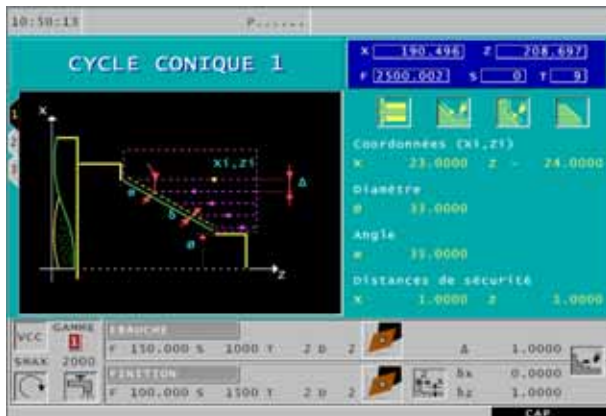 10:50:13 P......
CYCLE CONIQUE 1
X 190.496 Z 208.697
F 2500.002 S 0 T 9
1
2
3
X
Xi,Zi
Δ
α
δ
ø
Z
Coordonnées (Xi,Zi)
X 23.0000 Z - 24.0000
Diamètre
ø 33.0000
Angle
α 35.0000
Distances de sécurité
X 1.0000 Z 1.0000
VCC GAMME 1
SMAX 2000
EBAUCHE
F 150.000 S 1000 T 2 D 2 Δ 1.0000
FINITION
F 100.000 S 1500 T 2 D 2 δx 0.0000
δz 1.0000
CAP